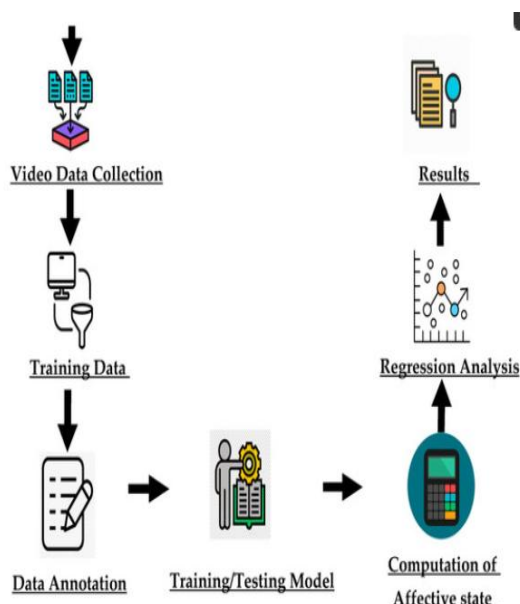 Video Data Collection
Training Data
Data Annotation
Training/Testing Model
Computation of
Affective state
Regression Analysis
Results